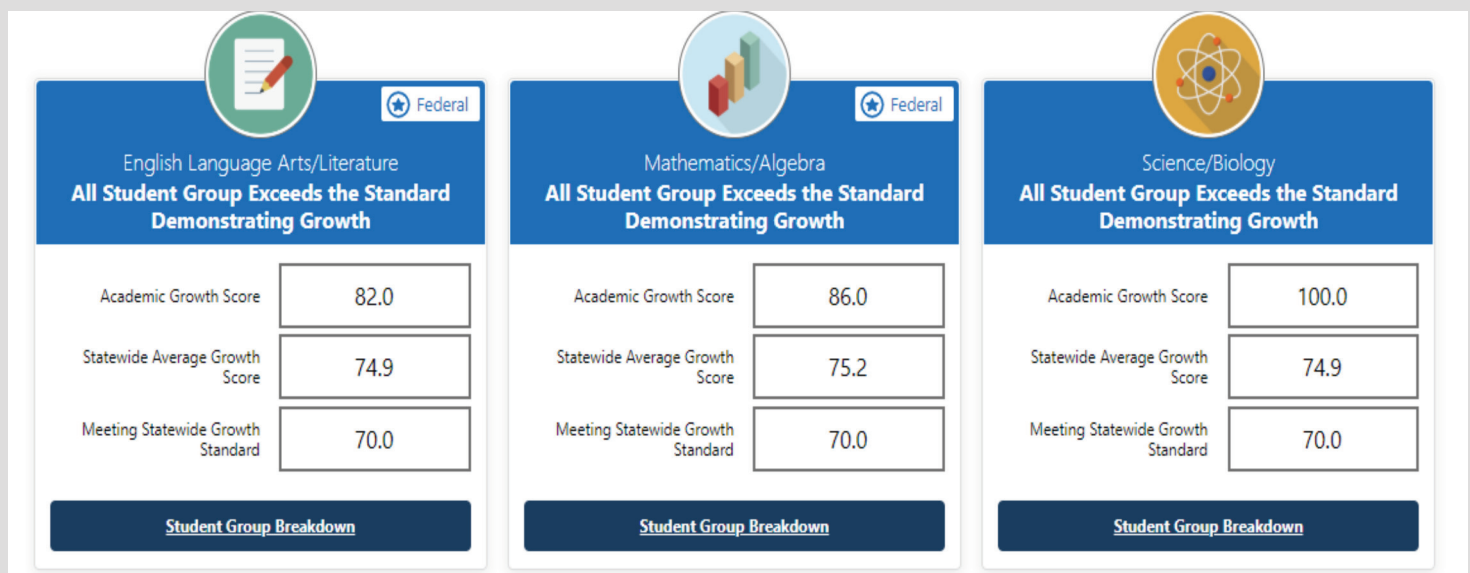 Federal
English Language Arts/Literature
All Student Group Exceeds the Standard
Demonstrating Growth
Academic Growth Score
82.0
Statewide Average Growth
Score
74.9
Meeting Statewide Growth
Standard
70.0
Student Group Breakdown
Federal
Mathematics/Algebra
All Student Group Exceeds the Standard
Demonstrating Growth
Academic Growth Score
86.0
Statewide Average Growth
Score
75.2
Meeting Statewide Growth
Standard
70.0
Student Group Breakdown
Science/Biology
All Student Group Exceeds the Standard
Demonstrating Growth
Academic Growth Score
100.0
Statewide Average Growth
Score
74.9
Meeting Statewide Growth
Standard
70.0
Student Group Breakdown